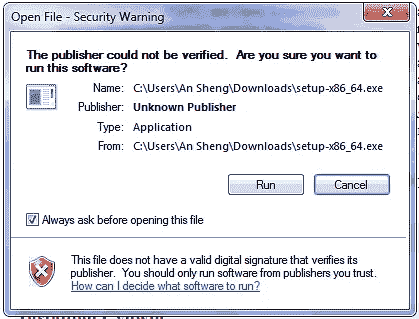 Open File - Security Warning
The publisher could not be verified.  Are you sure you want to
run this software?
Name: C:\Users\An Sheng\Downloads\setup-x86_64.exe
Publisher: Unknown Publisher
Type: Application
From: C:\Users\An Sheng\Downloads\setup-x86_64.exe
Run Cancel
Always ask before opening this file
This file does not have a valid digital signature that verifies its
publisher.  You should only run software from publishers you trust.
How can I decide what software to run?